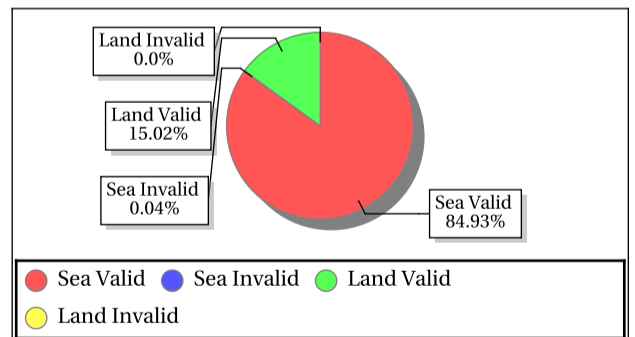 Land Invalid
0.0%
Land Valid
15.02%
Sea Invalid
0.04%
Sea Valid
84.93%
Sea Valid Sea Invalid Land Valid
Land Invalid